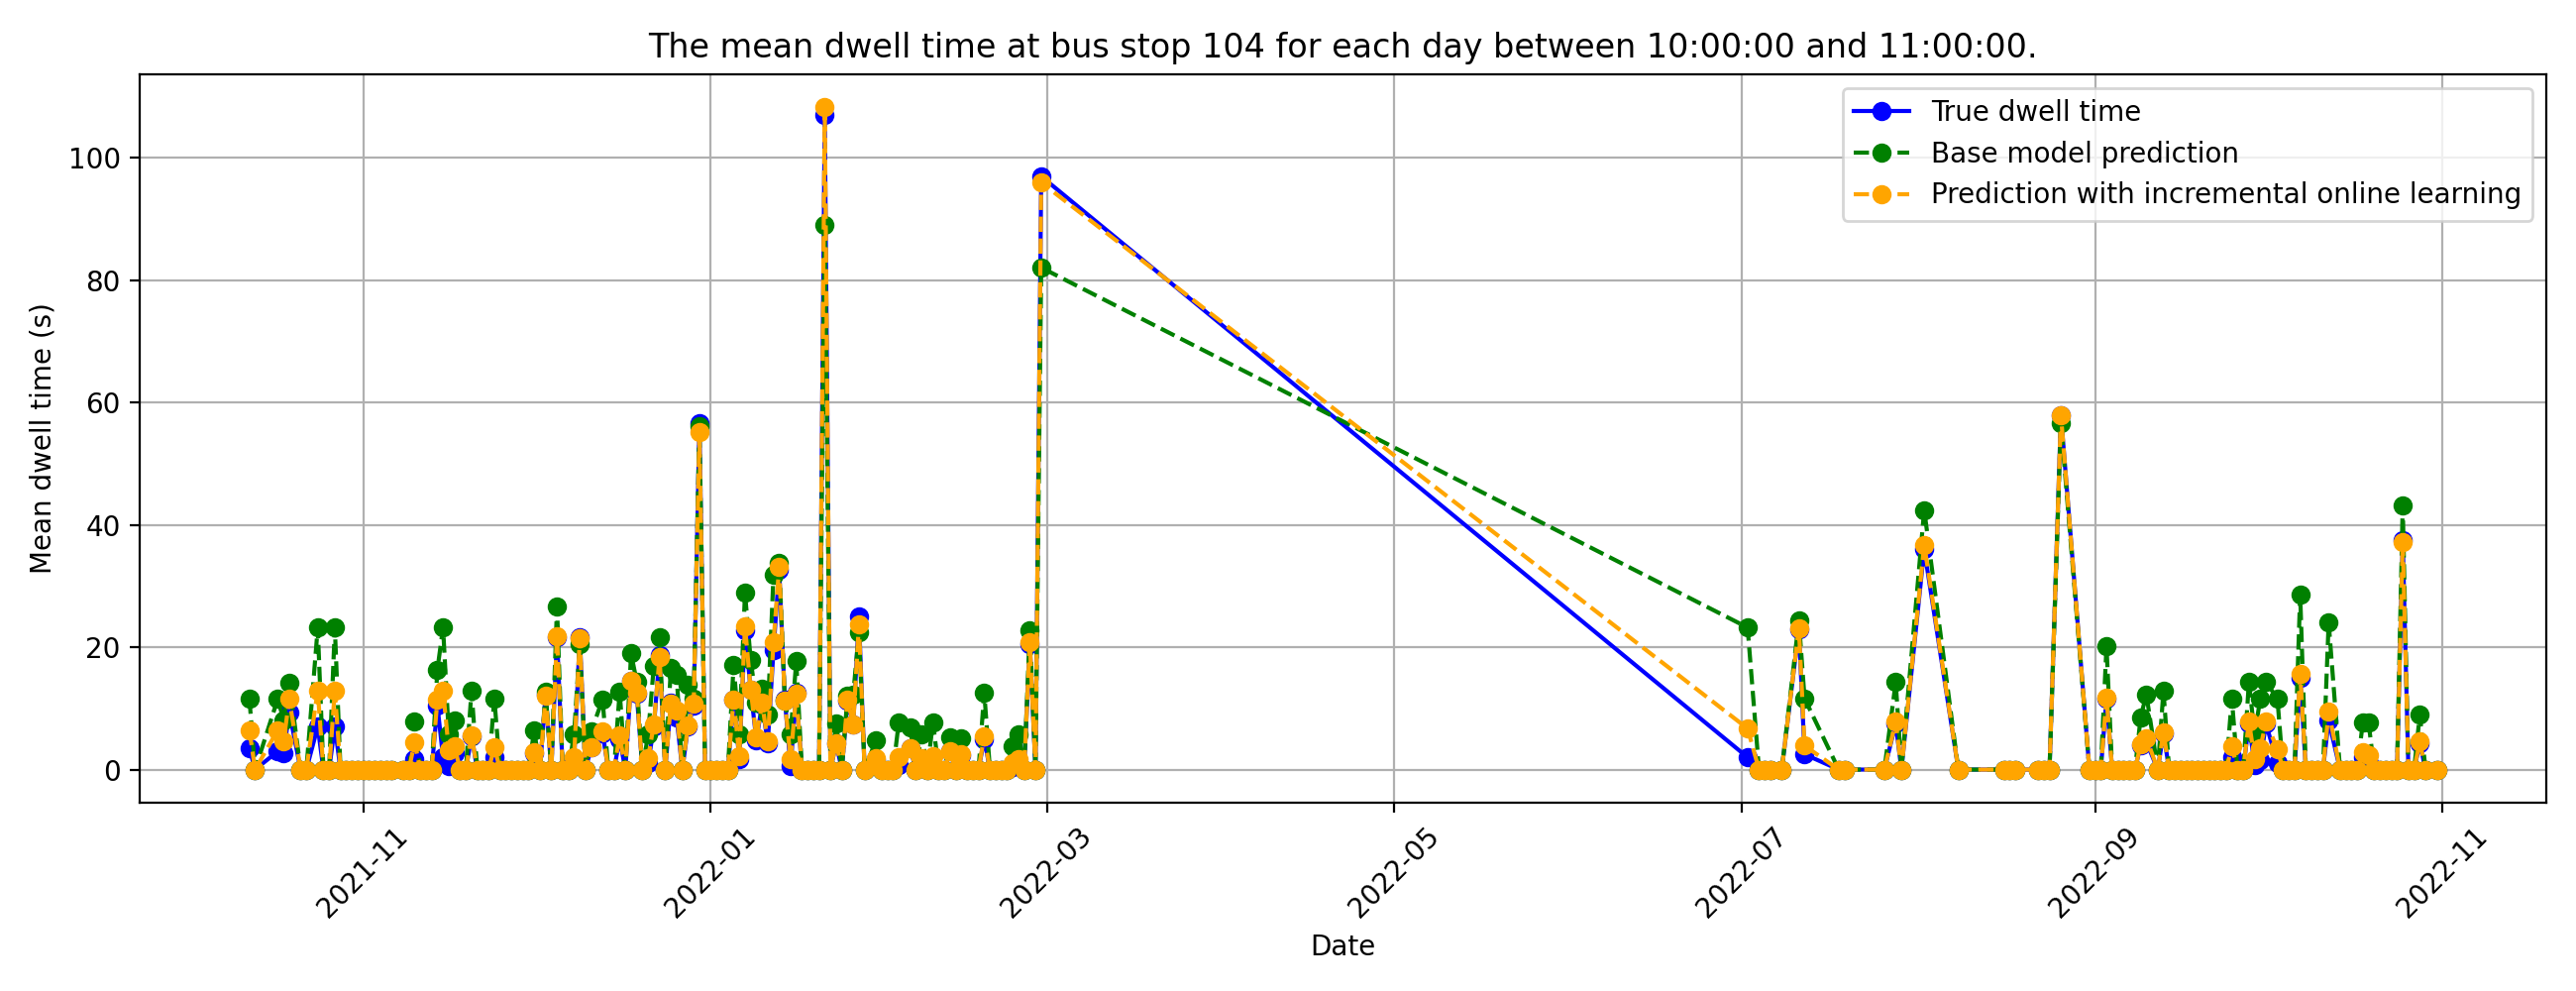 The mean dwell time at bus stop 104 for each day between 10:00:00 and 11:00:00.
True dwell time
Base model prediction
Prediction with incremental online learning
Mean dwell time (s)
100
80
60
40
20
0
2021-11
2022-01
2022-03
2022-05
2022-07
2022-09
2022-11
Date